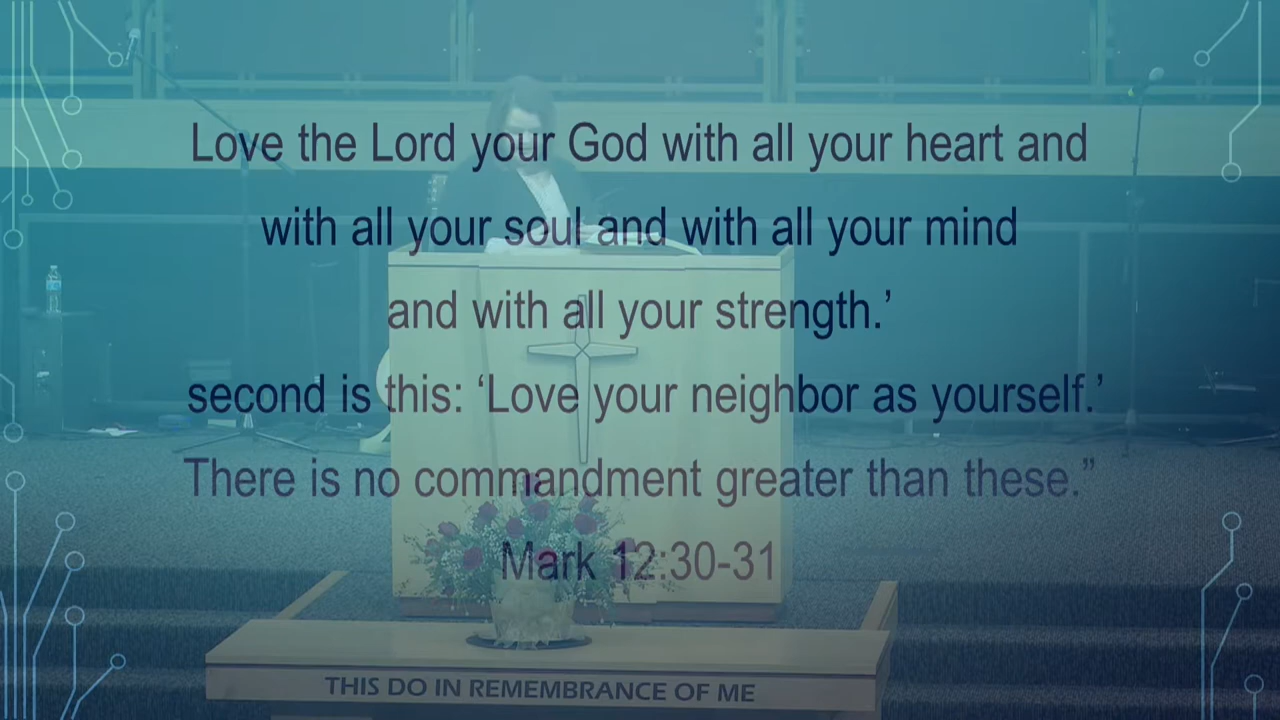 Love the Lord your God with all your heart and
with all your soul and with all your mind
and with all your strength.’
second is this: ‘Love your neighbor as yourself.’
There is no commandment greater than these.”
Mark 12:30-31
THIS DO IN REMEMBRANCE OF ME